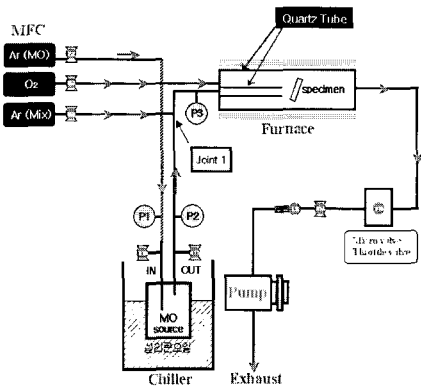 MFC
Quartz Tube
Ar (MO)
O₂
Ar (Mix)
P3
specimen
Furnace
Joint 1
P1
P2
IN
OUT
MO
source
Pump
Chiller
Exhaust